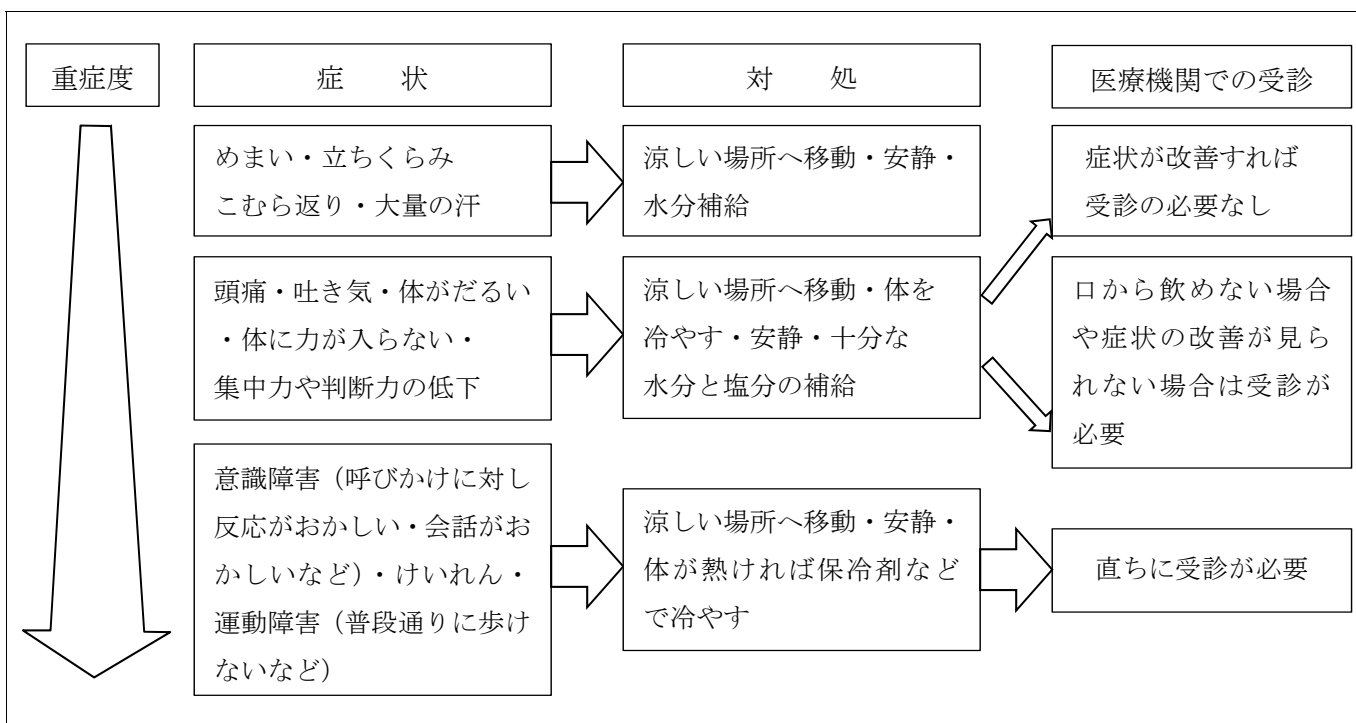 重症度
症　　状
対　　処
医療機関での受診
めまい・立ちくらみ
こむら返り・大量の汗
涼しい場所へ移動・安静・
水分補給
症状が改善すれば
受診の必要なし
頭痛・吐き気・体がだるい
・体に力が入らない・
集中力や判断力の低下
涼しい場所へ移動・体を
冷やす・安静・十分な
水分と塩分の補給
口から飲めない場合
や症状の改善が見ら
れない場合は受診が
必要
意識障害（呼びかけに対し
反応がおかしい・会話がお
かしいなど）・けいれん・
運動障害（普段通りに歩け
ないなど）
涼しい場所へ移動・安静・
体が熱ければ保冷剤など
で冷やす
直ちに受診が必要